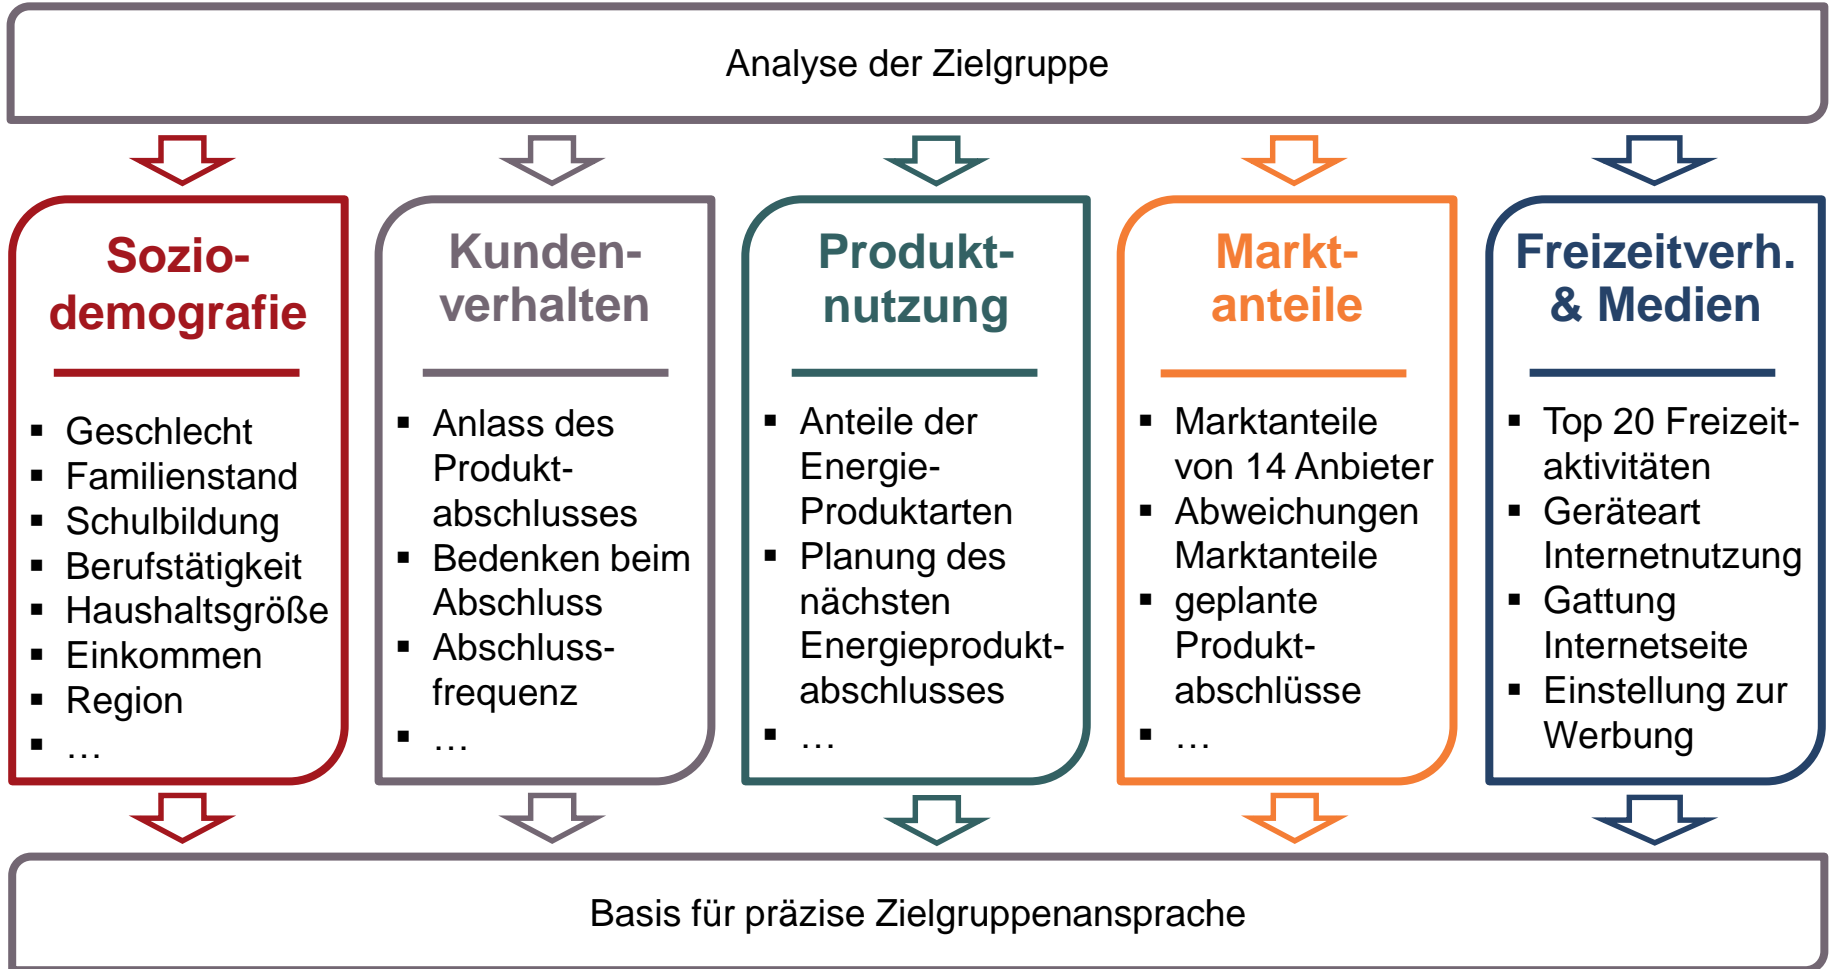 Analyse der Zielgruppe
Sozio-
demografie
▪ Geschlecht
▪ Familienstand
▪ Schulbildung
▪ Berufstätigkeit
▪ Haushaltsgröße
▪ Einkommen
▪ Region
▪ …
Kunden-
verhalten
▪ Anlass des
Produkt-
abschlusses
▪ Bedenken beim
Abschluss
▪ Abschluss-
frequenz
▪ …
Produkt-
nutzung
▪ Anteile der
Energie-
Produktarten
▪ Planung des
nächsten
Energieprodukt-
abschlusses
▪ …
Markt-
anteile
▪ Marktanteile
von 14 Anbieter
▪ Abweichungen
Marktanteile
▪ geplante
Produkt-
abschlüsse
▪ …
Freizeitverh.
& Medien
▪ Top 20 Freizeit-
aktivitäten
▪ Geräteart
Internetnutzung
▪ Gattung
Internetseite
▪ Einstellung zur
Werbung
Basis für präzise Zielgruppenansprache